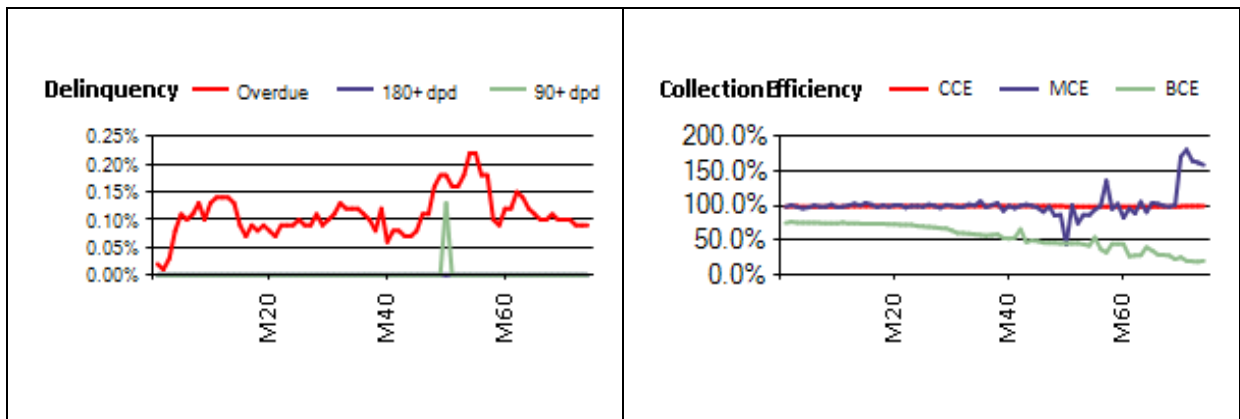 Delinquency Overdue 180+ dpd 90+ dpd
0.25%
0.20%
0.15%
0.10%
0.05%
0.00%
M20 M40 M60
Collection Efficiency CCE MCE BCE
200.0%
150.0%
100.0%
50.0%
0.0%
M20 M40 M60